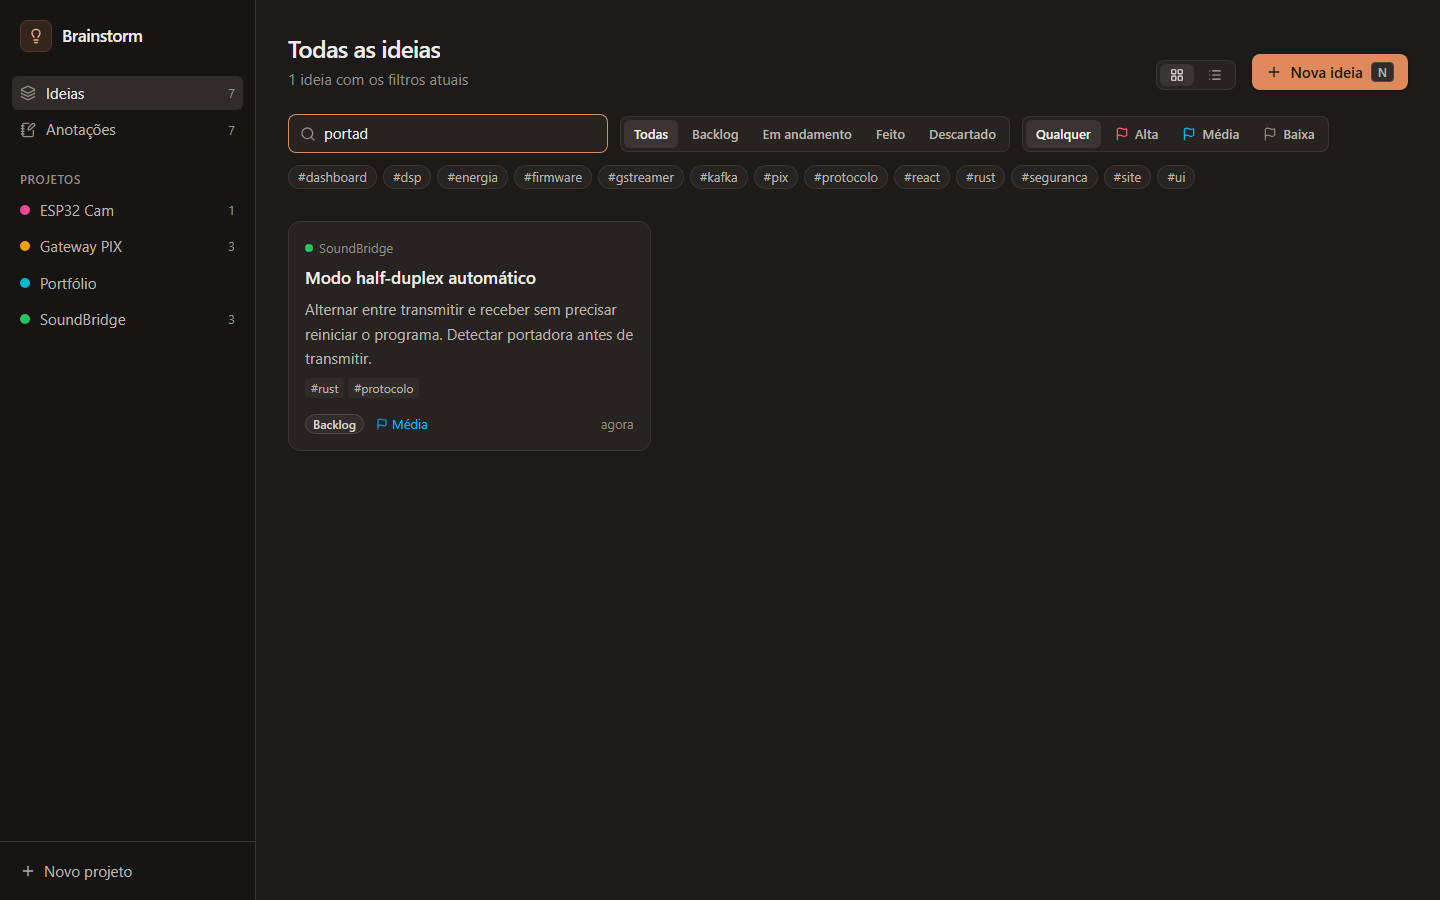 Brainstorm
Ideias 7
Anotações 7
PROJETOS
ESP32 Cam 1
Gateway PIX 3
Portfólio
SoundBridge 3
Novo projeto
Todas as ideias
1 ideia com os filtros atuais
Nova ideia N
portad
Todas Backlog Em andamento Feito Descartado
Qualquer Alta Média Baixa
#dashboard #dsp #energia #firmware #gstreamer #kafka #pix #protocolo #react #rust #seguranca #site #ui
SoundBridge
Modo half-duplex automático
Alternar entre transmitir e receber sem precisar
reiniciar o programa. Detectar portadora antes de
transmitir.
#rust #protocolo
Backlog Média agora